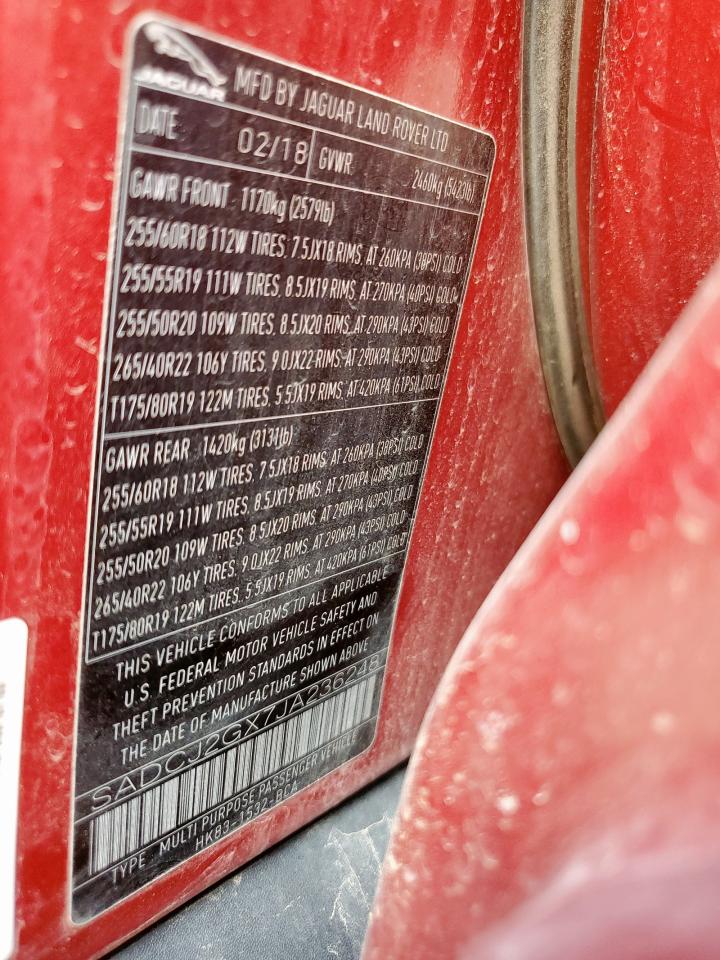 JAGUAR MFD BY JAGUAR LAND ROVER LTD
DATE 02/18 GVWR 2460kg (5423lb)
GAWR FRONT 1170kg (2579lb)
255/60R18 112W TIRES, 7.5JX18 RIMS, AT 260KPA (38PSI) COLD
255/55R19 111W TIRES, 8.5JX19 RIMS, AT 270KPA (40PSI) COLD
255/50R20 109W TIRES, 8.5JX20 RIMS, AT 290KPA (43PSI) COLD
265/40R22 106Y TIRES, 9.0JX22 RIMS, AT 290KPA (43PSI) COLD
T175/80R19 122M TIRES, 5.5JX19 RIMS, AT 420KPA (61PSI) COLD
GAWR REAR 1420kg (3131lb)
255/60R18 112W TIRES, 7.5JX18 RIMS, AT 260KPA (38PSI) COLD
255/55R19 111W TIRES, 8.5JX19 RIMS, AT 270KPA (40PSI) COLD
255/50R20 109W TIRES, 8.5JX20 RIMS, AT 290KPA (43PSI) COLD
265/40R22 106Y TIRES, 9.0JX22 RIMS, AT 290KPA (43PSI) COLD
T175/80R19 122M TIRES, 5.5JX19 RIMS, AT 420KPA (61PSI) COLD
THIS VEHICLE CONFORMS TO ALL APPLICABLE
U.S. FEDERAL MOTOR VEHICLE SAFETY AND
THEFT PREVENTION STANDARDS IN EFFECT ON
THE DATE OF MANUFACTURE SHOWN ABOVE
SADCJ2GX7JA236248
TYPE MULTI PURPOSE PASSENGER VEHICLE
HK83-1532-BCA